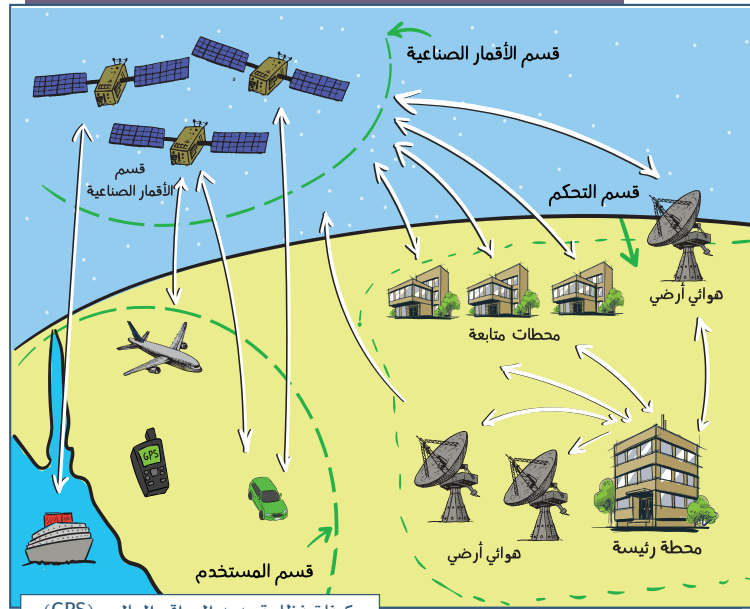 قسم الأقمار الصناعية
قسم
الأقمار الصناعية
قسم التحكم
هوائي أرضي
محطات متابعة
GPS
هوائي أرضي
محطة رئيسة
قسم المستخدم
(GPS)